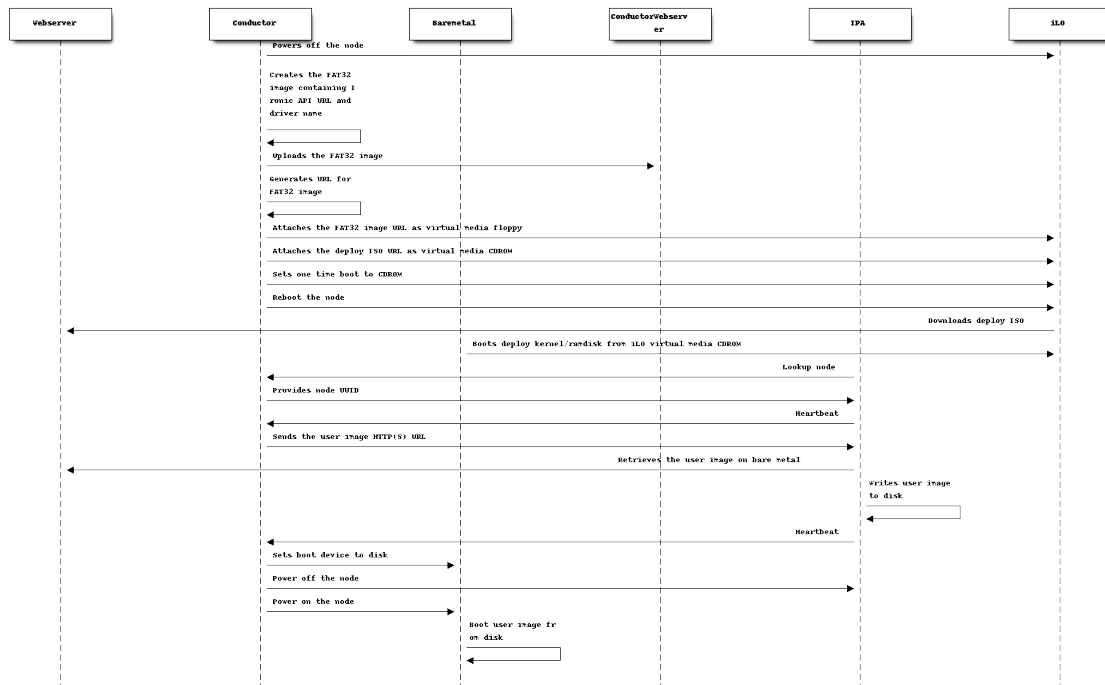 Webserver
Conductor
Baremetal
ConductorWebserv
er
IPA
iLO
Powers off the node
Creates the FAT32
image containing I
ronic API URL and
driver name
Uploads the FAT32 image
Generates URL for
FAT32 image
Attaches the FAT32 image URL as virtual media floppy
Attaches the deploy ISO URL as virtual media CDROM
Sets one time boot to CDROM
Reboot the node
Downloads deploy ISO
Boots deploy kernel/ramdisk from iLO virtual media CDROM
Lookup node
Provides node UUID
Heartbeat
Sends the user image HTTP(S) URL
Retrieves the user image on bare metal
Writes user image
to disk
Heartbeat
Sets boot device to disk
Power off the node
Power on the node
Boot user image fr
om disk